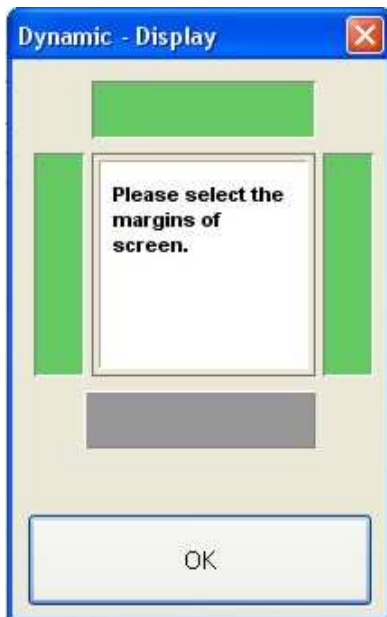 Dynamic - Display
Please select the
margins of
screen.
OK